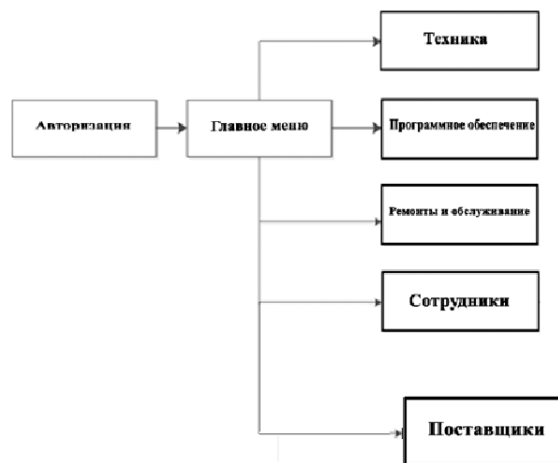 Техника
Авторизация
Главное меню
Программное обеспечение
Ремонты и обслуживание
Сотрудники
Поставщики